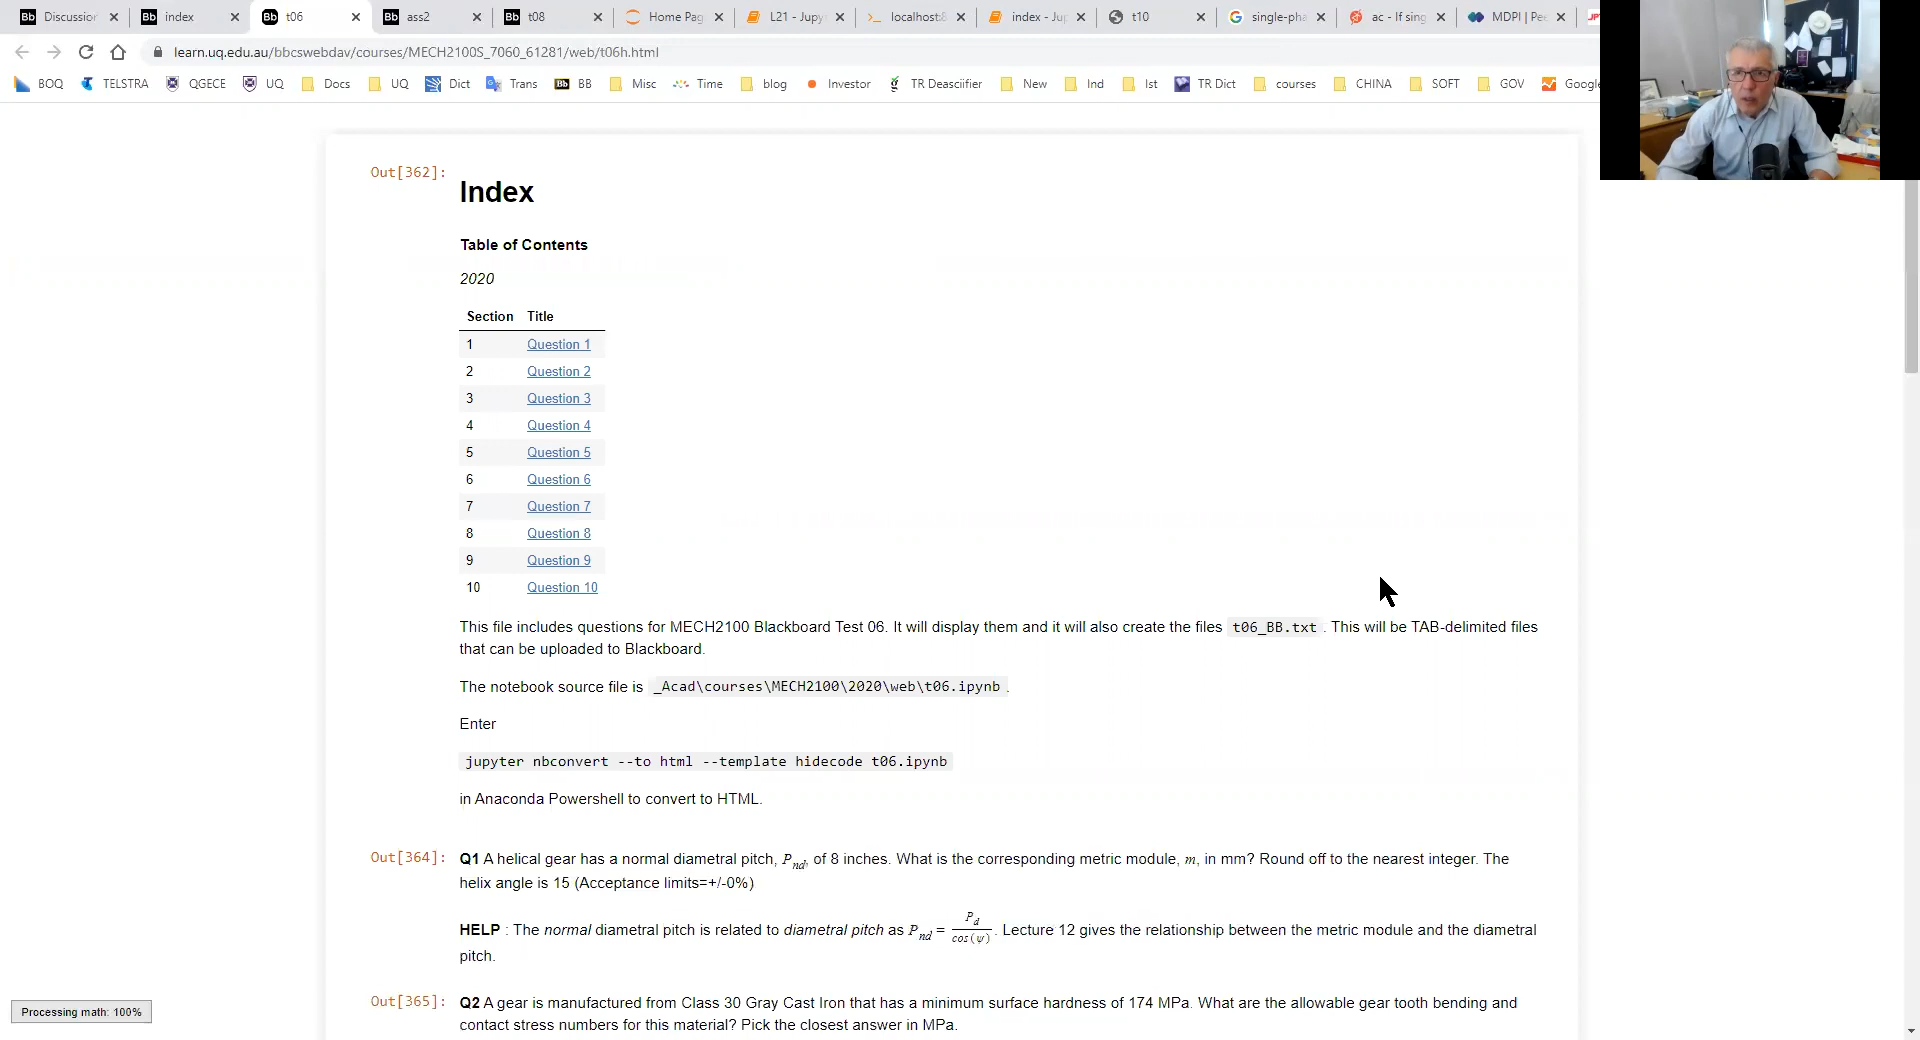 Discussion
index
t06
ass2
t08
Home Pag
L21 - Jupyt
localhost:8
index - Jup
t10
single-pha
ac - If sing
MDPI | Pee
learn.uq.edu.au/bbcswebdav/courses/MECH2100S_7060_61281/web/t06h.html
BOQ TELSTRA QGECE UQ Docs UQ Dict Trans BB Misc Time blog Investor TR Deasciifier New Ind Ist TR Dict courses CHINA SOFT GOV Google
Out[362]:
Index
Table of Contents
2020
Section Title
1 Question 1
2 Question 2
3 Question 3
4 Question 4
5 Question 5
6 Question 6
7 Question 7
8 Question 8
9 Question 9
10 Question 10
This file includes questions for MECH2100 Blackboard Test 06. It will display them and it will also create the files t06_BB.txt . This will be TAB-delimited files
that can be uploaded to Blackboard.
The notebook source file is _Acad\courses\MECH2100\2020\web\t06.ipynb .
Enter
jupyter nbconvert --to html --template hidecode t06.ipynb
in Anaconda Powershell to convert to HTML.
Out[364]: Q1 A helical gear has a normal diametral pitch, P_nd, of 8 inches. What is the corresponding metric module, m, in mm? Round off to the nearest integer. The
helix angle is 15 (Acceptance limits=+/-0%)
HELP : The normal diametral pitch is related to diametral pitch as P_nd = P_d / cos(ψ) . Lecture 12 gives the relationship between the metric module and the diametral
pitch.
Out[365]: Q2 A gear is manufactured from Class 30 Gray Cast Iron that has a minimum surface hardness of 174 MPa. What are the allowable gear tooth bending and
contact stress numbers for this material? Pick the closest answer in MPa.
Processing math: 100%